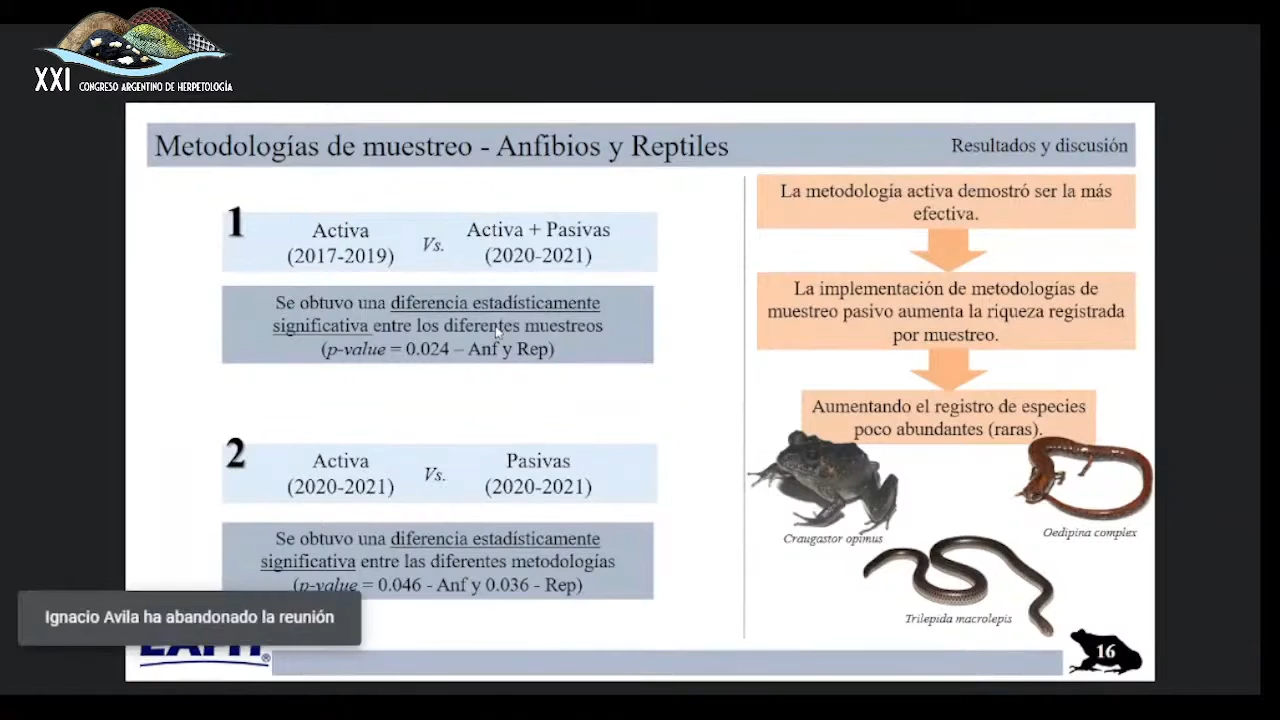 XXI CONGRESO ARGENTINO DE HERPETOLOGÍA
Metodologías de muestreo - Anfibios y Reptiles
Resultados y discusión
1
Activa
(2017-2019)
Vs.
Activa + Pasivas
(2020-2021)
Se obtuvo una diferencia estadísticamente
significativa entre los diferentes muestreos
(p-value = 0.024 – Anf y Rep)
2
Activa
(2020-2021)
Vs.
Pasivas
(2020-2021)
Se obtuvo una diferencia estadísticamente
significativa entre las diferentes metodologías
(p-value = 0.046 - Anf y 0.036 - Rep)
La metodología activa demostró ser la más
efectiva.
La implementación de metodologías de
muestreo pasivo aumenta la riqueza registrada
por muestreo.
Aumentando el registro de especies
poco abundantes (raras).
Craugastor opimus
Oedipina complex
Trilepida macrolepis
Ignacio Avila ha abandonado la reunión
16